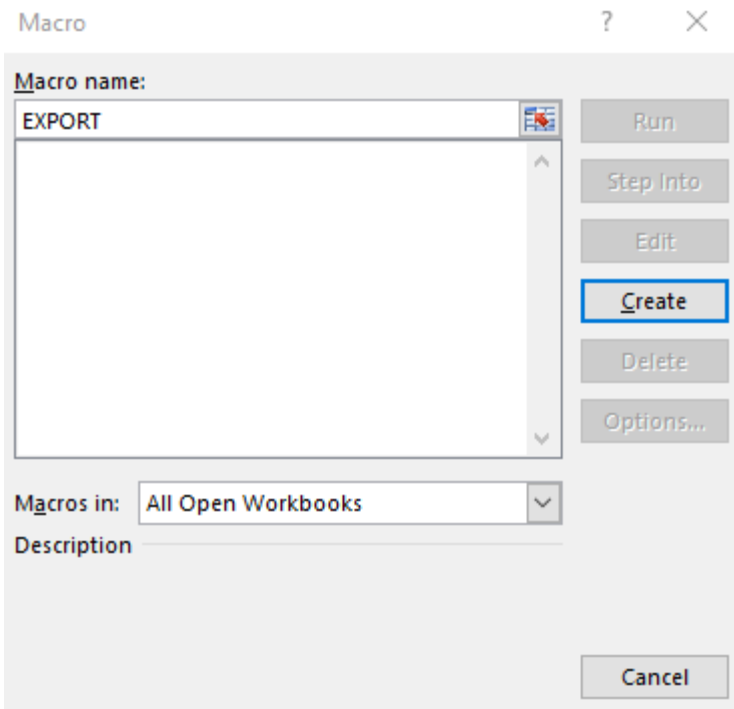 Macro
?
Macro name:
EXPORT
Run
Step Into
Edit
Create
Delete
Options...
Macros in:
All Open Workbooks
Description
Cancel